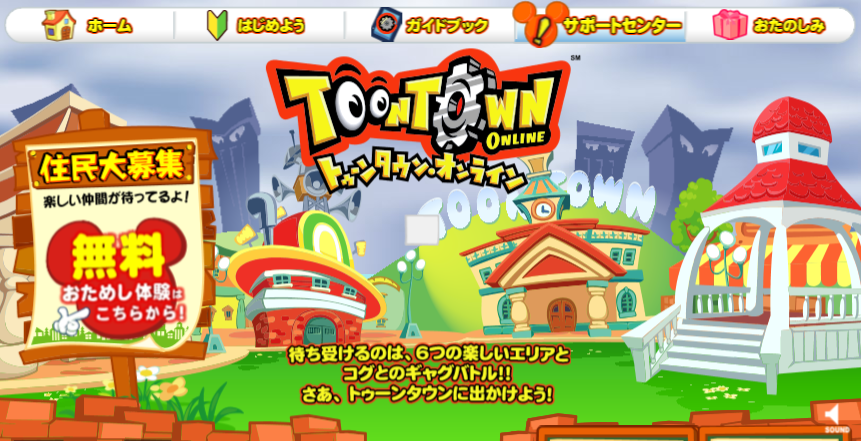 ホーム
はじめよう
ガイドブック
サポートセンター
おたのしみ
TOONTOWN
ONLINE
SM
トゥーンタウン・オンライン
住民大募集
楽しい仲間が待ってるよ!
無料
おためし体験は
こちらから!
TOONTOWN
待ち受けるのは、6つの楽しいエリアと
コグとのギャグバトル!!
さあ、トゥーンタウンに出かけよう!
SOUND